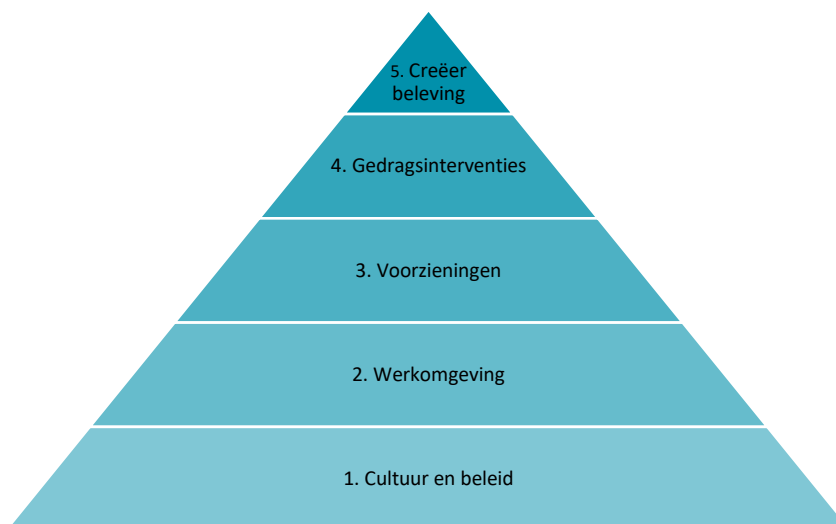 5. Creëer
beleving
4. Gedragsinterventies
3. Voorzieningen
2. Werkomgeving
1. Cultuur en beleid